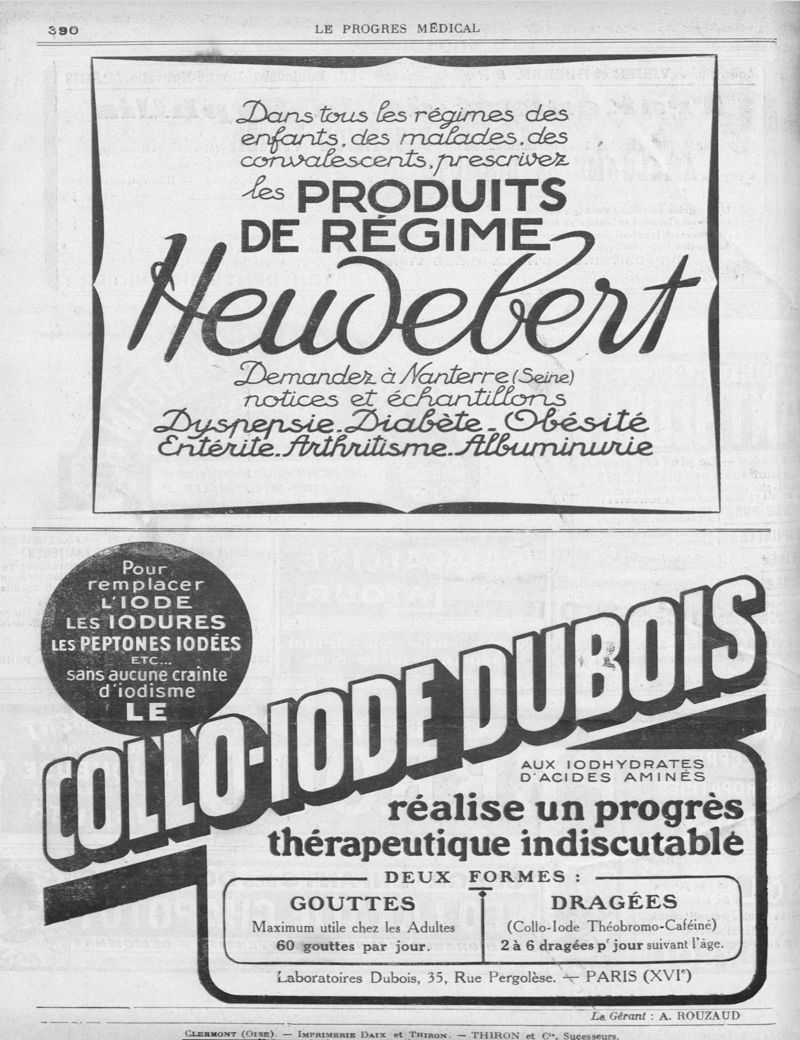 390
LE PROGRES MÉDICAL
Dans tous les régimes des
enfants, des malades, des
convalescents, prescrivez
les PRODUITS
DE RÉGIME
Heudebert
Demandez à Nanterre (Seine)
notices et échantillons
Dyspepsie. Diabète. Obésité
Entérite. Arthritisme. Albuminurie
Pour
remplacer
L'IODE
LES IODURES
LES PEPTONES IODÉES
ETC...
sans aucune crainte
d'iodisme
LE
COLLO-IODE DUBOIS
AUX IODHYDRATES
D'ACIDES AMINÉS
réalise un progrès
thérapeutique indiscutable
DEUX FORMES :
GOUTTES
Maximum utile chez les Adultes
60 gouttes par jour.
DRAGÉES
(Collo-Iode Théobromo-Caféiné)
2 à 6 dragées pr jour suivant l'âge.
Laboratoires Dubois, 35, Rue Pergolèse. — PARIS (XVIe)
Le Gérant : A. ROUZAUD
CLERMONT (OISE). — IMPRIMERIE DAIX ET THIRON. — THIRON et Cie, Sucesseurs.